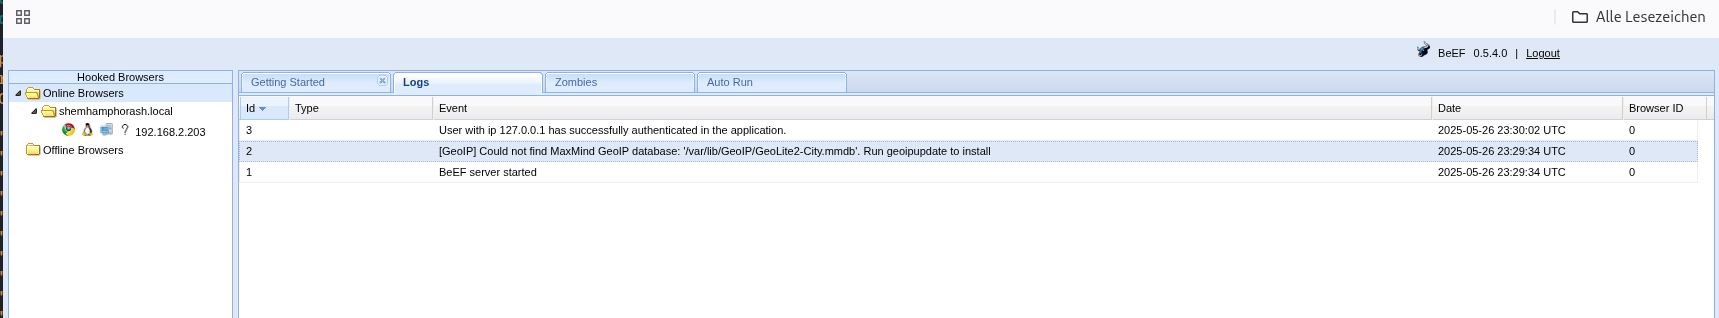 Alle Lesezeichen
BeEF 0.5.4.0 | Logout
Hooked Browsers
Online Browsers
shemhamphorash.local
? 192.168.2.203
Offline Browsers
Getting Started Logs Zombies Auto Run
Id Type Event Date Browser ID
3 User with ip 127.0.0.1 has successfully authenticated in the application. 2025-05-26 23:30:02 UTC 0
2 [GeoIP] Could not find MaxMind GeoIP database: '/var/lib/GeoIP/GeoLite2-City.mmdb'. Run geoipupdate to install 2025-05-26 23:29:34 UTC 0
1 BeEF server started 2025-05-26 23:29:34 UTC 0